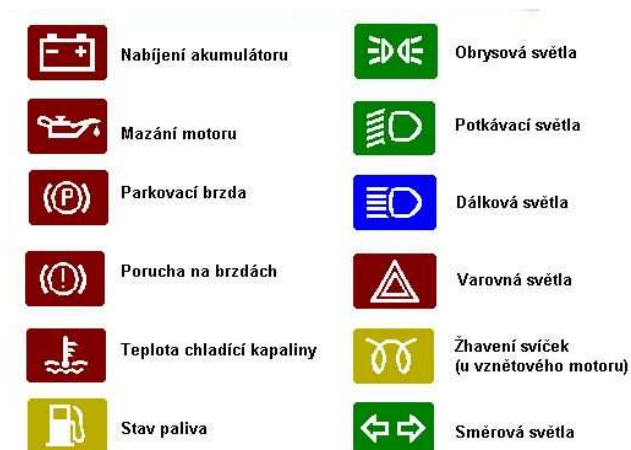 Nabíjení akumulátoru
Mazání motoru
P
Parkovací brzda
Porucha na brzdách
Teplota chladící kapaliny
Stav paliva
Obrysová světla
Potkávací světla
Dálková světla
Varovná světla
Žhavení svíček
(u vznětového motoru)
Směrová světla